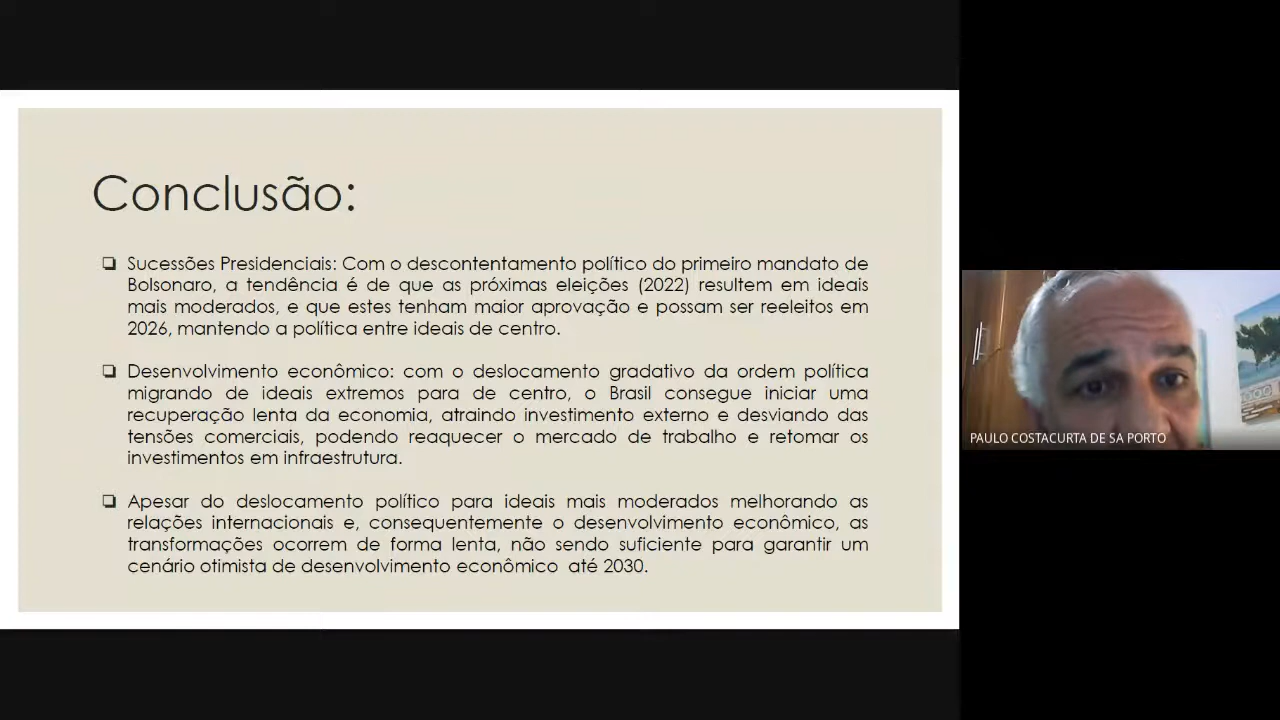 Conclusão:
❑ Sucessões Presidenciais: Com o descontentamento político do primeiro mandato de
Bolsonaro, a tendência é de que as próximas eleições (2022) resultem em ideais
mais moderados, e que estes tenham maior aprovação e possam ser reeleitos em
2026, mantendo a política entre ideais de centro.
❑ Desenvolvimento econômico: com o deslocamento gradativo da ordem política
migrando de ideais extremos para de centro, o Brasil consegue iniciar uma
recuperação lenta da economia, atraindo investimento externo e desviando das
tensões comerciais, podendo reaquecer o mercado de trabalho e retomar os
investimentos em infraestrutura.
❑ Apesar do deslocamento político para ideais mais moderados melhorando as
relações internacionais e, consequentemente o desenvolvimento econômico, as
transformações ocorrem de forma lenta, não sendo suficiente para garantir um
cenário otimista de desenvolvimento econômico  até 2030.
PAULO COSTACURTA DE SA PORTO